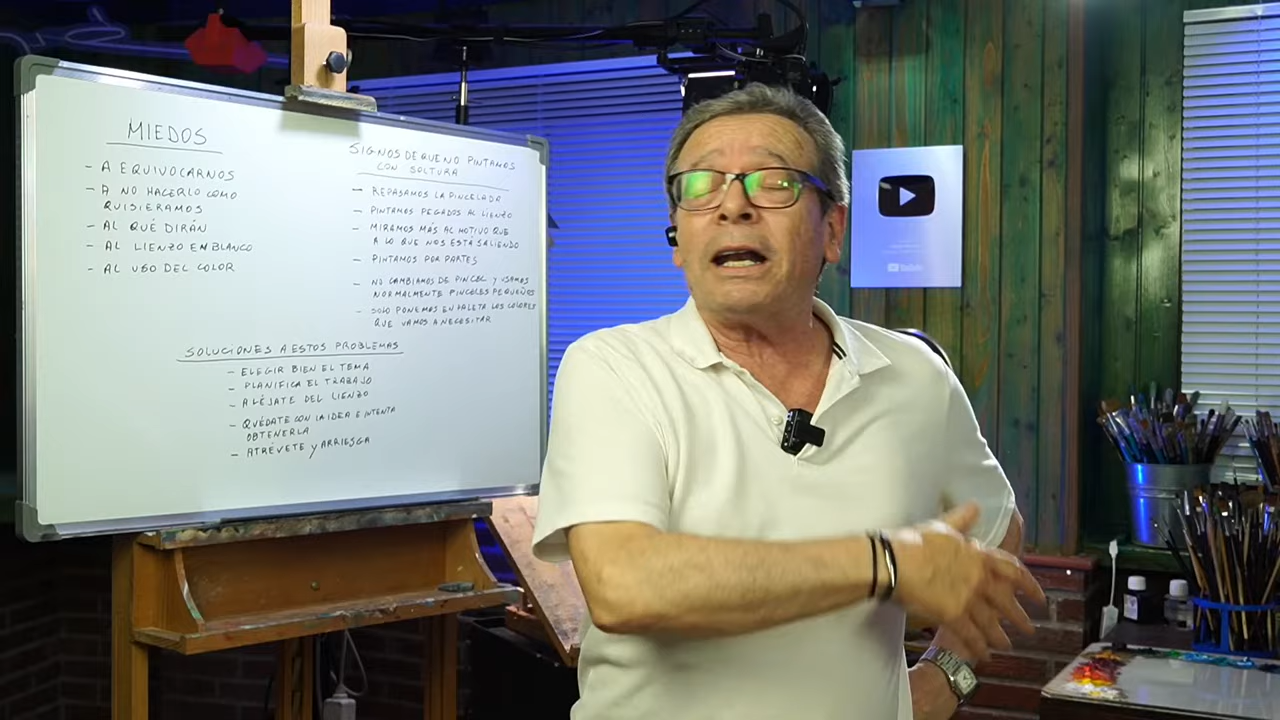 MIEDOS
- A EQUIVOCARNOS
- A NO HACERLO COMO
QUISIERAMOS
- AL QUE DIRÁN
- AL LIENZO EN BLANCO
- AL USO DEL COLOR
SIGNOS DE QUE NO PINTAMOS
CON SOLTURA
- REPASAMOS LA PINCELADA
- PINTAMOS PEGADOS AL LIENZO
- MIRAMOS MÁS AL MOTIVO QUE
A LO QUE NOS ESTÁ SALIENDO
- PINTAMOS POR PARTES
- NO CAMBIAMOS DE PINCEL Y USAMOS
NORMALMENTE PINCELES PEQUEÑOS
- SOLO PONEMOS EN PALETA LOS COLORES
QUE VAMOS A NECESITAR
SOLUCIONES A ESTOS PROBLEMAS
- ELEGIR BIEN EL TEMA
- PLANIFICA EL TRABAJO
- ALÉJATE DEL LIENZO
- QUÉDATE CON LA IDEA E INTENTA
OBTENERLA
- ATRÉVETE Y ARRIESGA
YouTube